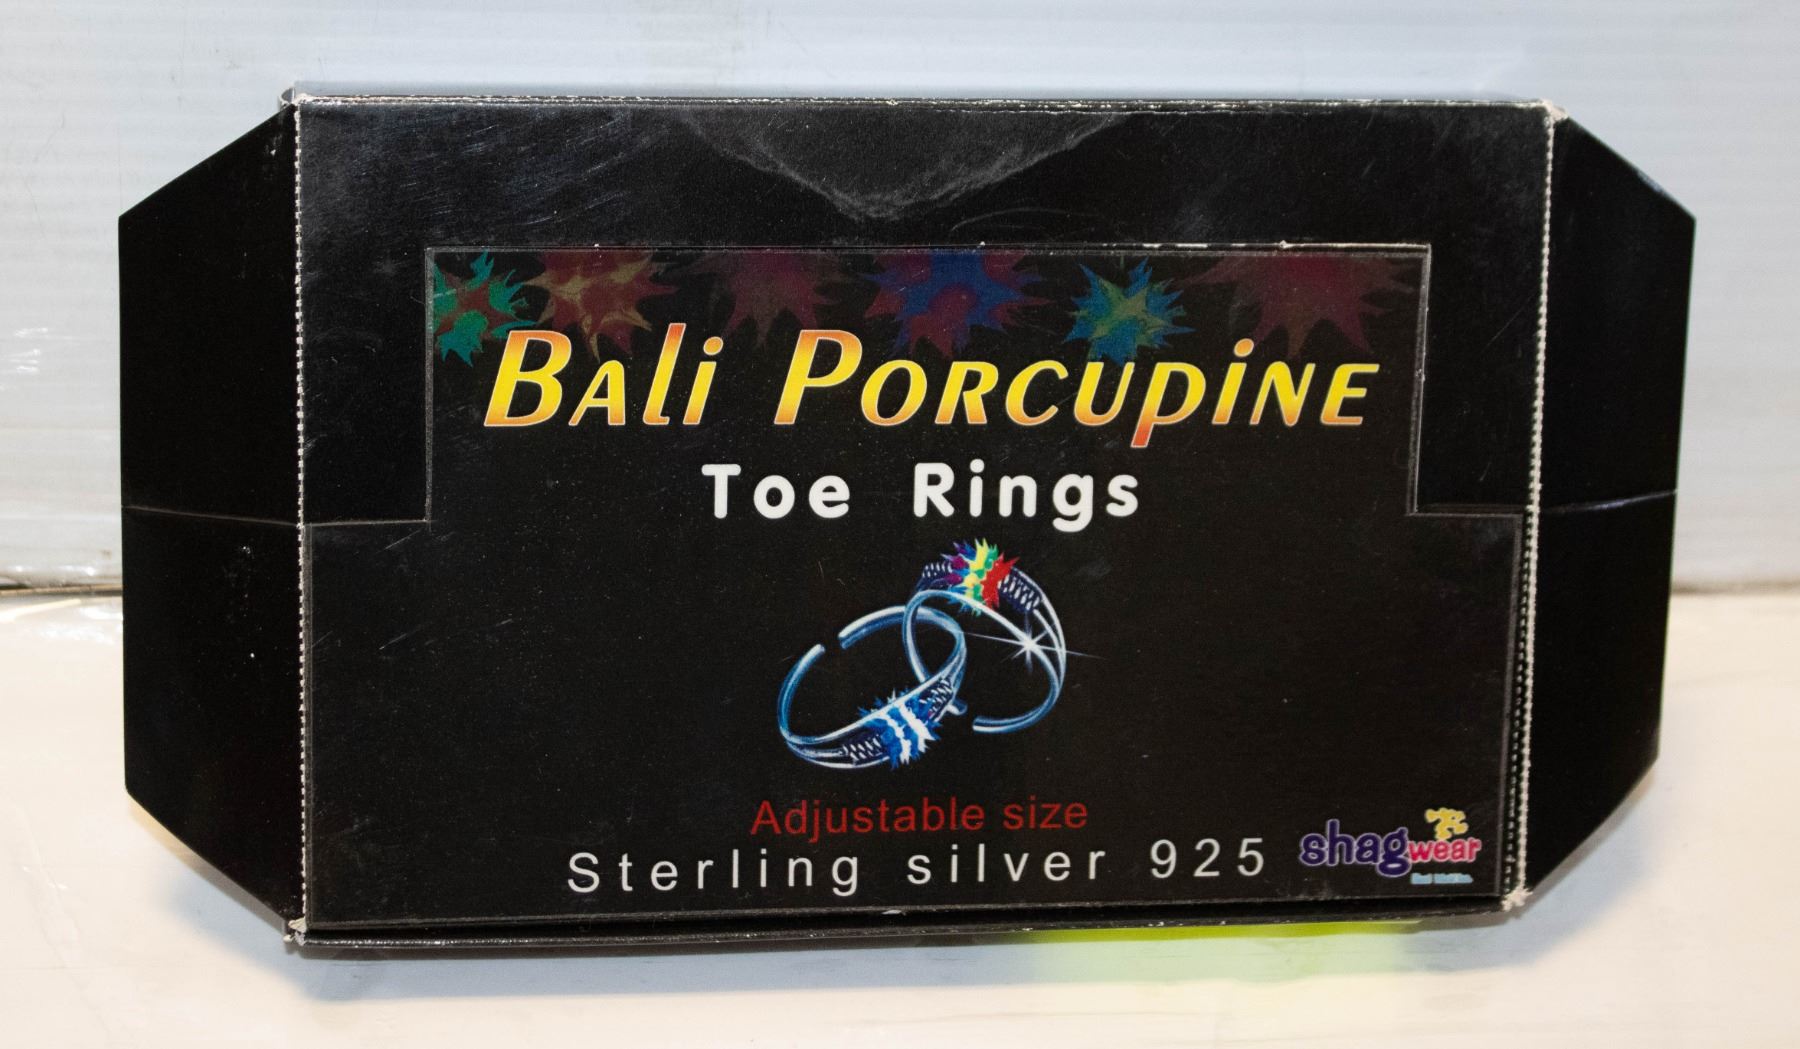 Bali Porcupine
Toe Rings
Adjustable size
Sterling silver 925
shagwear